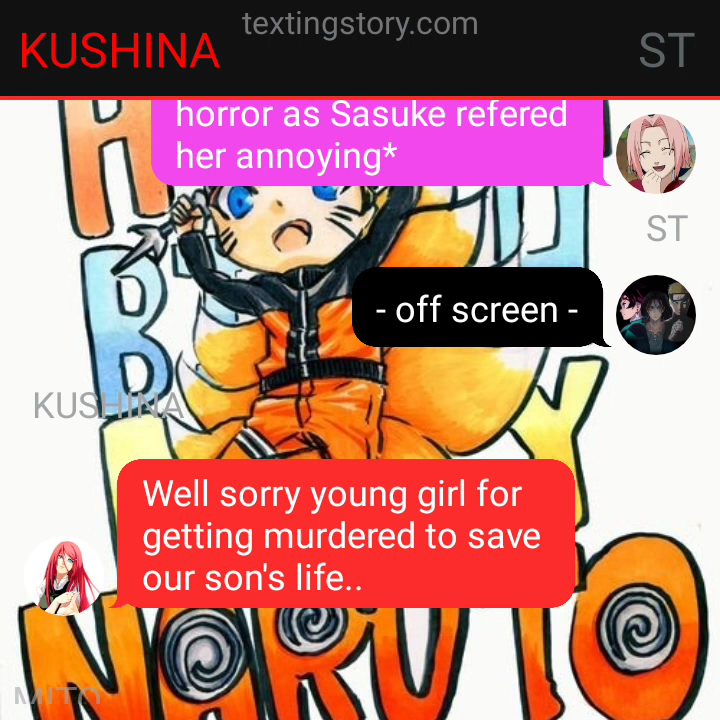 textingstory.com
KUSHINA
ST
horror as Sasuke refered
her annoying*
ST
- off screen -
KUSHINA
Well sorry young girl for
getting murdered to save
our son's life..
NARUTO
MITO